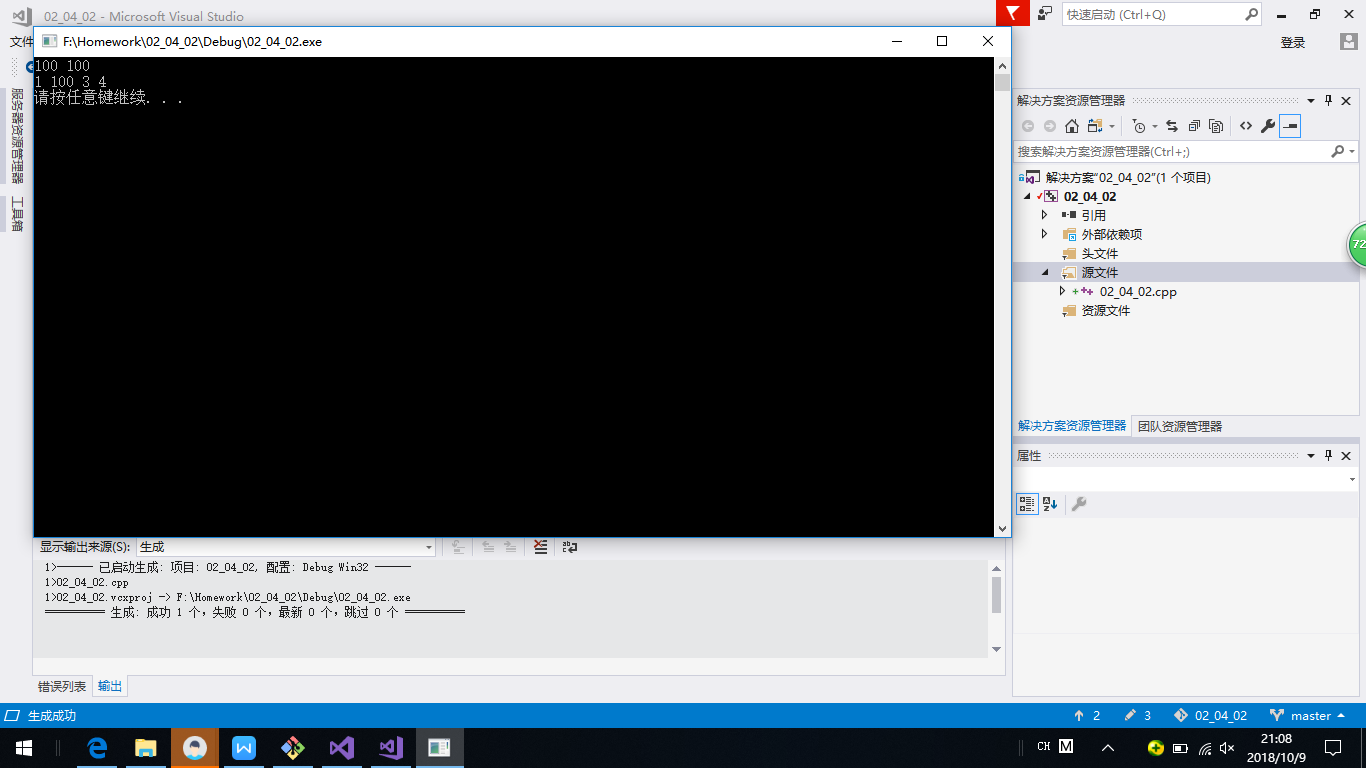 02_04_02 - Microsoft Visual Studio
快速启动 (Ctrl+Q)
文件
登录
F:\Homework\02_04_02\Debug\02_04_02.exe
100 100
1 100 3 4
请按任意键继续. . .
服务器资源管理器
工具箱
解决方案资源管理器
搜索解决方案资源管理器(Ctrl+;)
解决方案"02_04_02"(1 个项目)
02_04_02
引用
外部依赖项
头文件
源文件
02_04_02.cpp
资源文件
72
解决方案资源管理器
团队资源管理器
属性
显示输出来源(S):
生成
1>------ 已启动生成: 项目: 02_04_02, 配置: Debug Win32 ------
1>02_04_02.cpp
1>02_04_02.vcxproj -> F:\Homework\02_04_02\Debug\02_04_02.exe
========== 生成: 成功 1 个，失败 0 个，最新 0 个，跳过 0 个 ==========
错误列表
输出
生成成功
2
3
02_04_02
master
CH M
21:08
2018/10/9